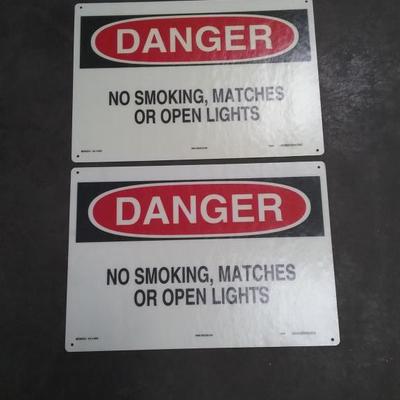 DANGER
NO SMOKING, MATCHES
OR OPEN LIGHTS
DANGER
NO SMOKING, MATCHES
OR OPEN LIGHTS